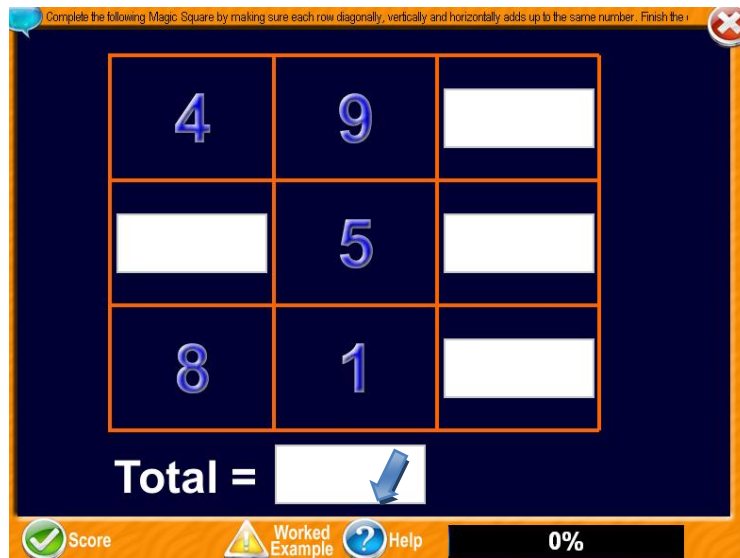 Complete the following Magic Square by making sure each row diagonally, vertically and horizontally adds up to the same number. Finish the
4 9
5
8 1
Total =
Score
Worked
Example
Help
0%